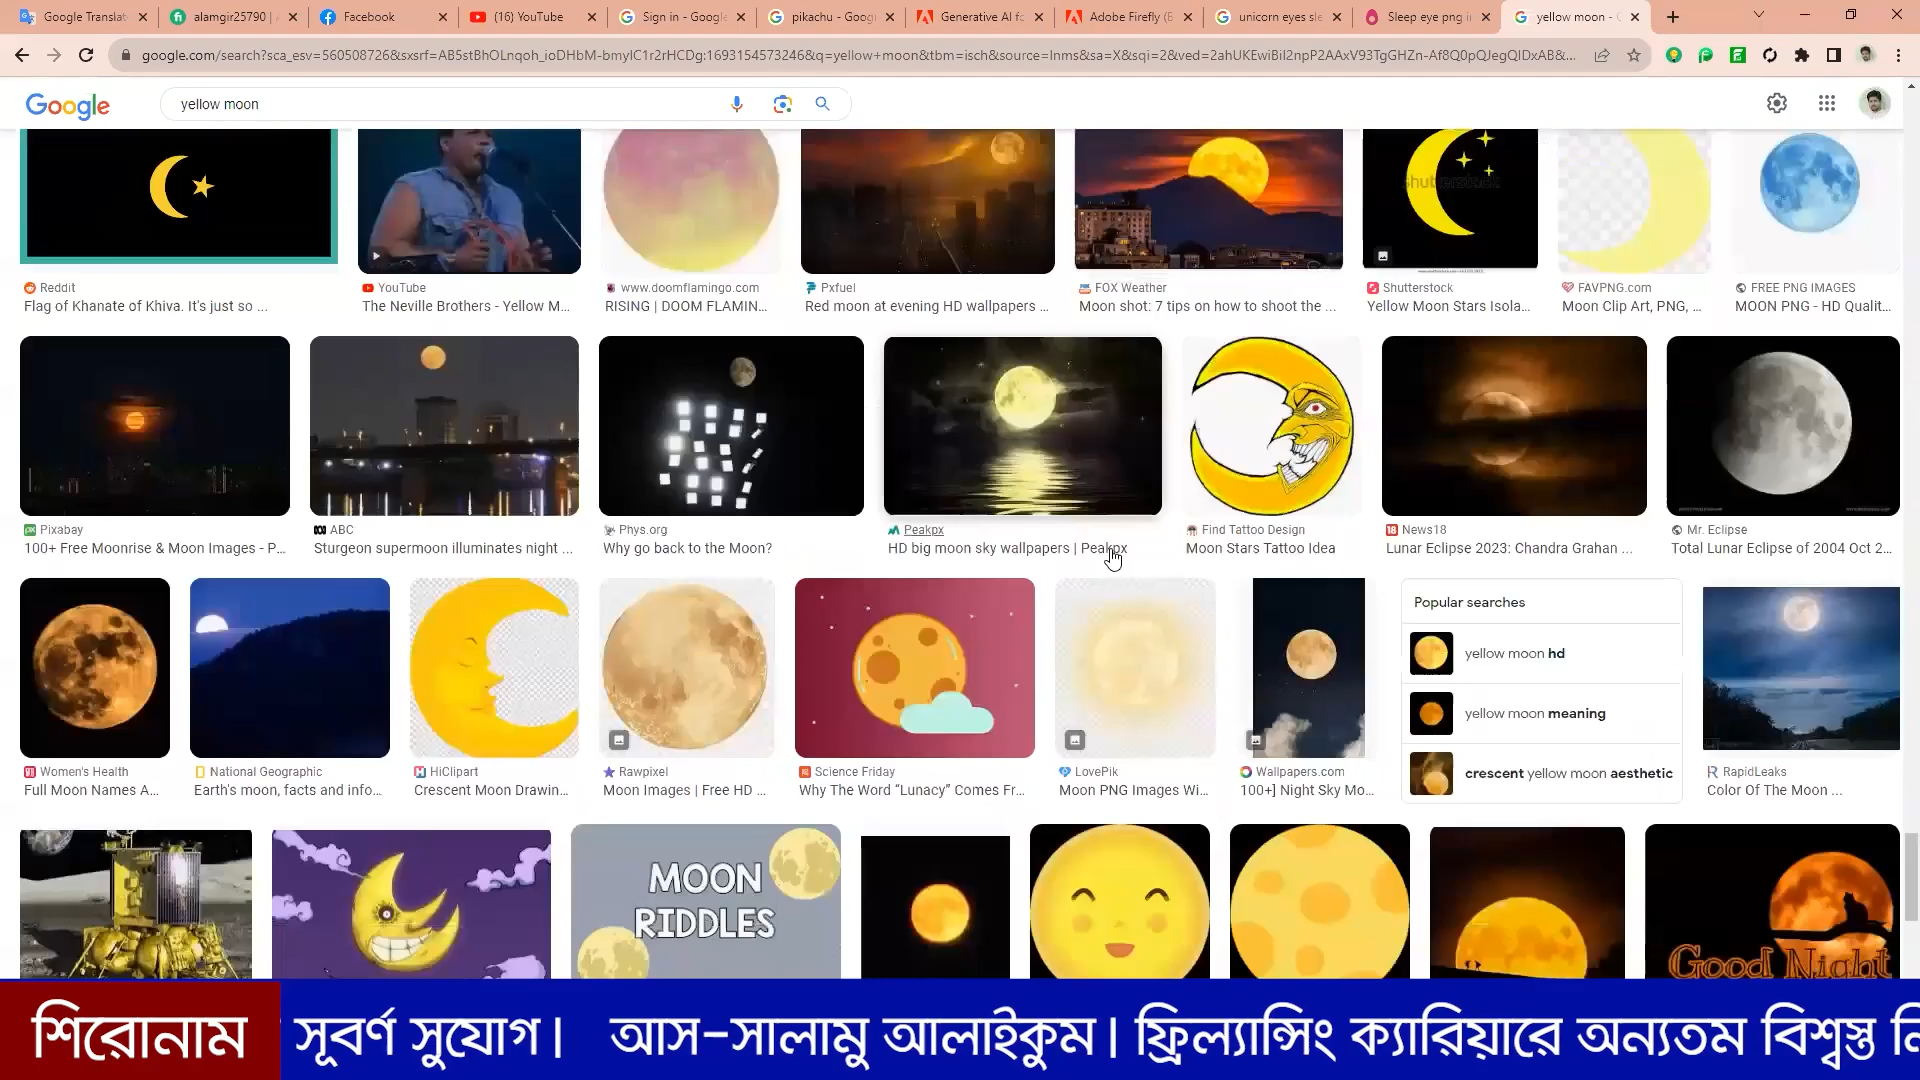 Google Translat
alamgir25790 |
Facebook
(16) YouTube
Sign in - Google
pikachu - Goog
Generative AI fo
Adobe Firefly (B
unicorn eyes sle
Sleep eye png i
yellow moon -
google.com/search?sca_esv=560508726&sxsrf=AB5stBhOLnqoh_ioDHbM-bmyIC1r2rHCDg:1693154573246&q=yellow+moon&tbm=isch&source=lnms&sa=X&sqi=2&ved=2ahUKEwiBiI2npP2AAxV93TgGHZn-Af8Q0pQJegQIDxAB&...
Google
yellow moon
shutterstock
Reddit
Flag of Khanate of Khiva. It's just so ...
YouTube
The Neville Brothers - Yellow M...
www.doomflamingo.com
RISING | DOOM FLAMIN...
Pxfuel
Red moon at evening HD wallpapers ...
FOX Weather
Moon shot: 7 tips on how to shoot the ...
Shutterstock
Yellow Moon Stars Isola...
FAVPNG.com
Moon Clip Art, PNG, ...
FREE PNG IMAGES
MOON PNG - HD Qualit...
Pixabay
100+ Free Moonrise & Moon Images - P...
ABC
Sturgeon supermoon illuminates night ...
Phys.org
Why go back to the Moon?
Peakpx
HD big moon sky wallpapers | Peakpx
Find Tattoo Design
Moon Stars Tattoo Idea
News18
Lunar Eclipse 2023: Chandra Grahan ...
Mr. Eclipse
Total Lunar Eclipse of 2004 Oct 2...
Women's Health
Full Moon Names A...
National Geographic
Earth's moon, facts and info...
HiClipart
Crescent Moon Drawin...
Rawpixel
Moon Images | Free HD ...
Science Friday
Why The Word “Lunacy” Comes Fr...
LovePik
Moon PNG Images Wi...
Wallpapers.com
100+] Night Sky Mo...
Popular searches
yellow moon hd
yellow moon meaning
crescent yellow moon aesthetic
RapidLeaks
Color Of The Moon ...
MOON
RIDDLES
Good Night
শিরোনাম
সূবর্ণ সুযোগ। আস-সালামু আলাইকুম। ফ্রিল্যান্সিং ক্যারিয়ারে অন্যতম বিশ্বস্ত